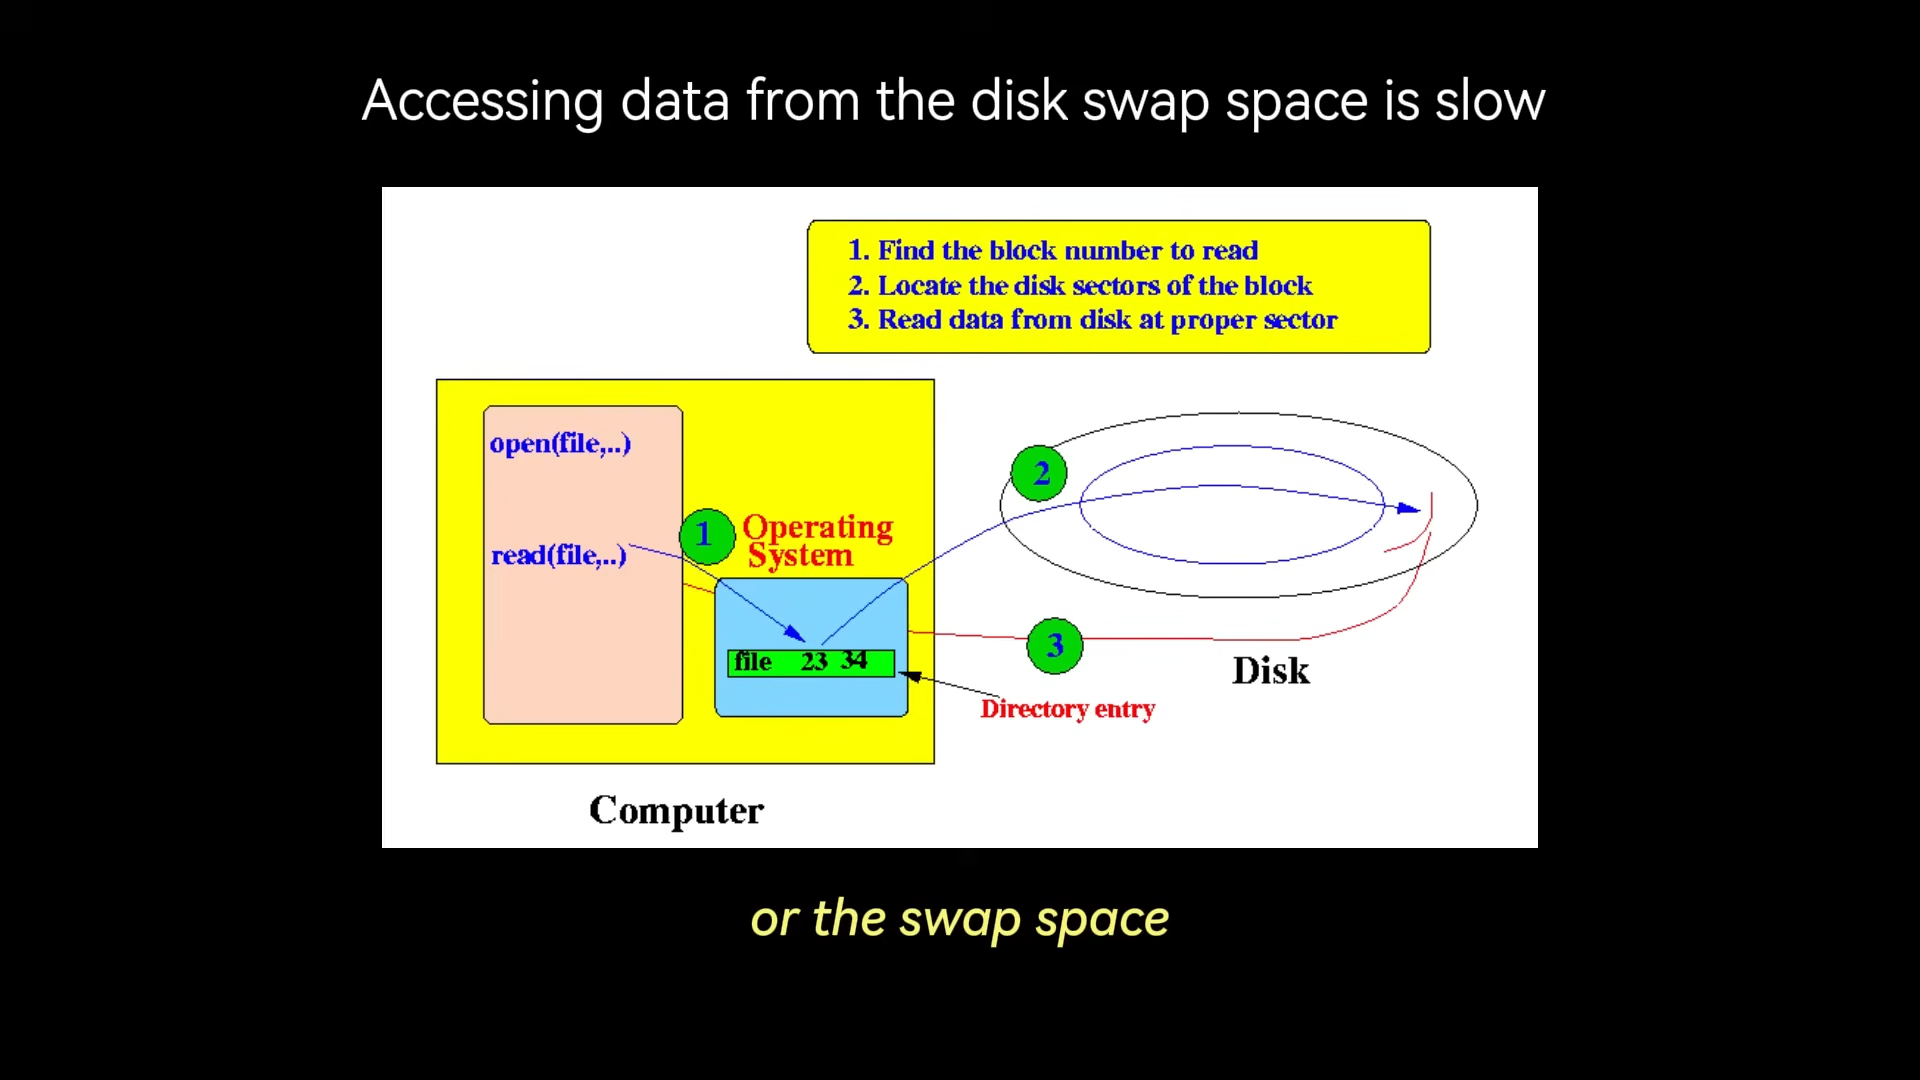 Accessing data from the disk swap space is slow
1. Find the block number to read
2. Locate the disk sectors of the block
3. Read data from disk at proper sector
open(file,..)
read(file,..)
1
Operating
System
file 23 34
2
3
Disk
Directory entry
Computer
or the swap space